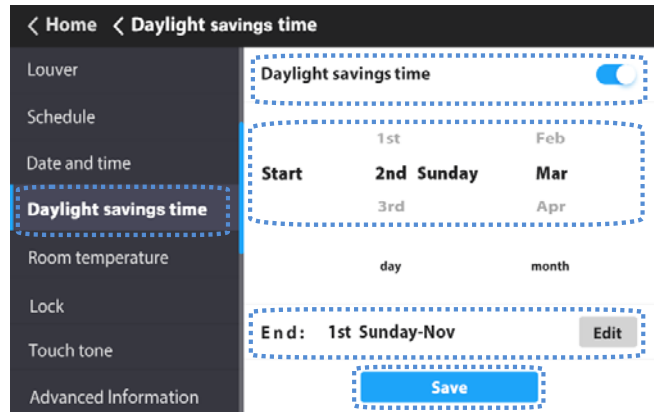 < Home < Daylight savings time
Louver
Schedule
Date and time
Daylight savings time
Room temperature
Lock
Touch tone
Advanced Information
Daylight savings time
1st Feb
Start 2nd Sunday Mar
3rd Apr
day month
End: 1st Sunday-Nov Edit
Save